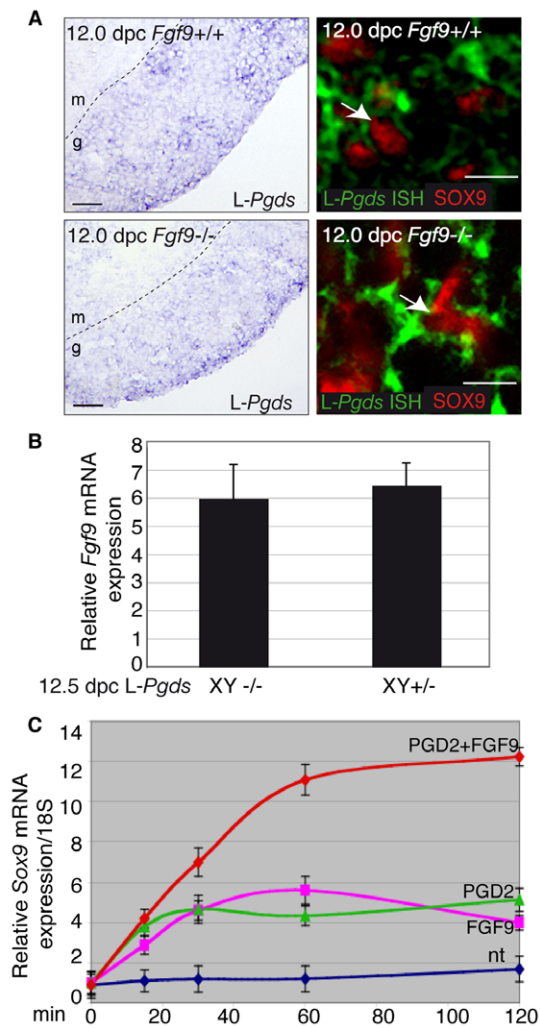 A
12.0 dpc Fgf9+/+
m
g
L-Pgds
12.0 dpc Fgf9+/+
L-Pgds ISH SOX9
12.0 dpc Fgf9-/-
m
g
L-Pgds
12.0 dpc Fgf9-/-
L-Pgds ISH SOX9
B
Relative Fgf9 mRNA
expression
8
7
6
5
4
3
2
1
0
12.5 dpc L-Pgds XY -/- XY+/-
C
Relative Sox9 mRNA
expression/18S
14
12
10
8
6
4
2
0
PGD2+FGF9
PGD2
FGF9
nt
min 0 20 40 60 80 100 120